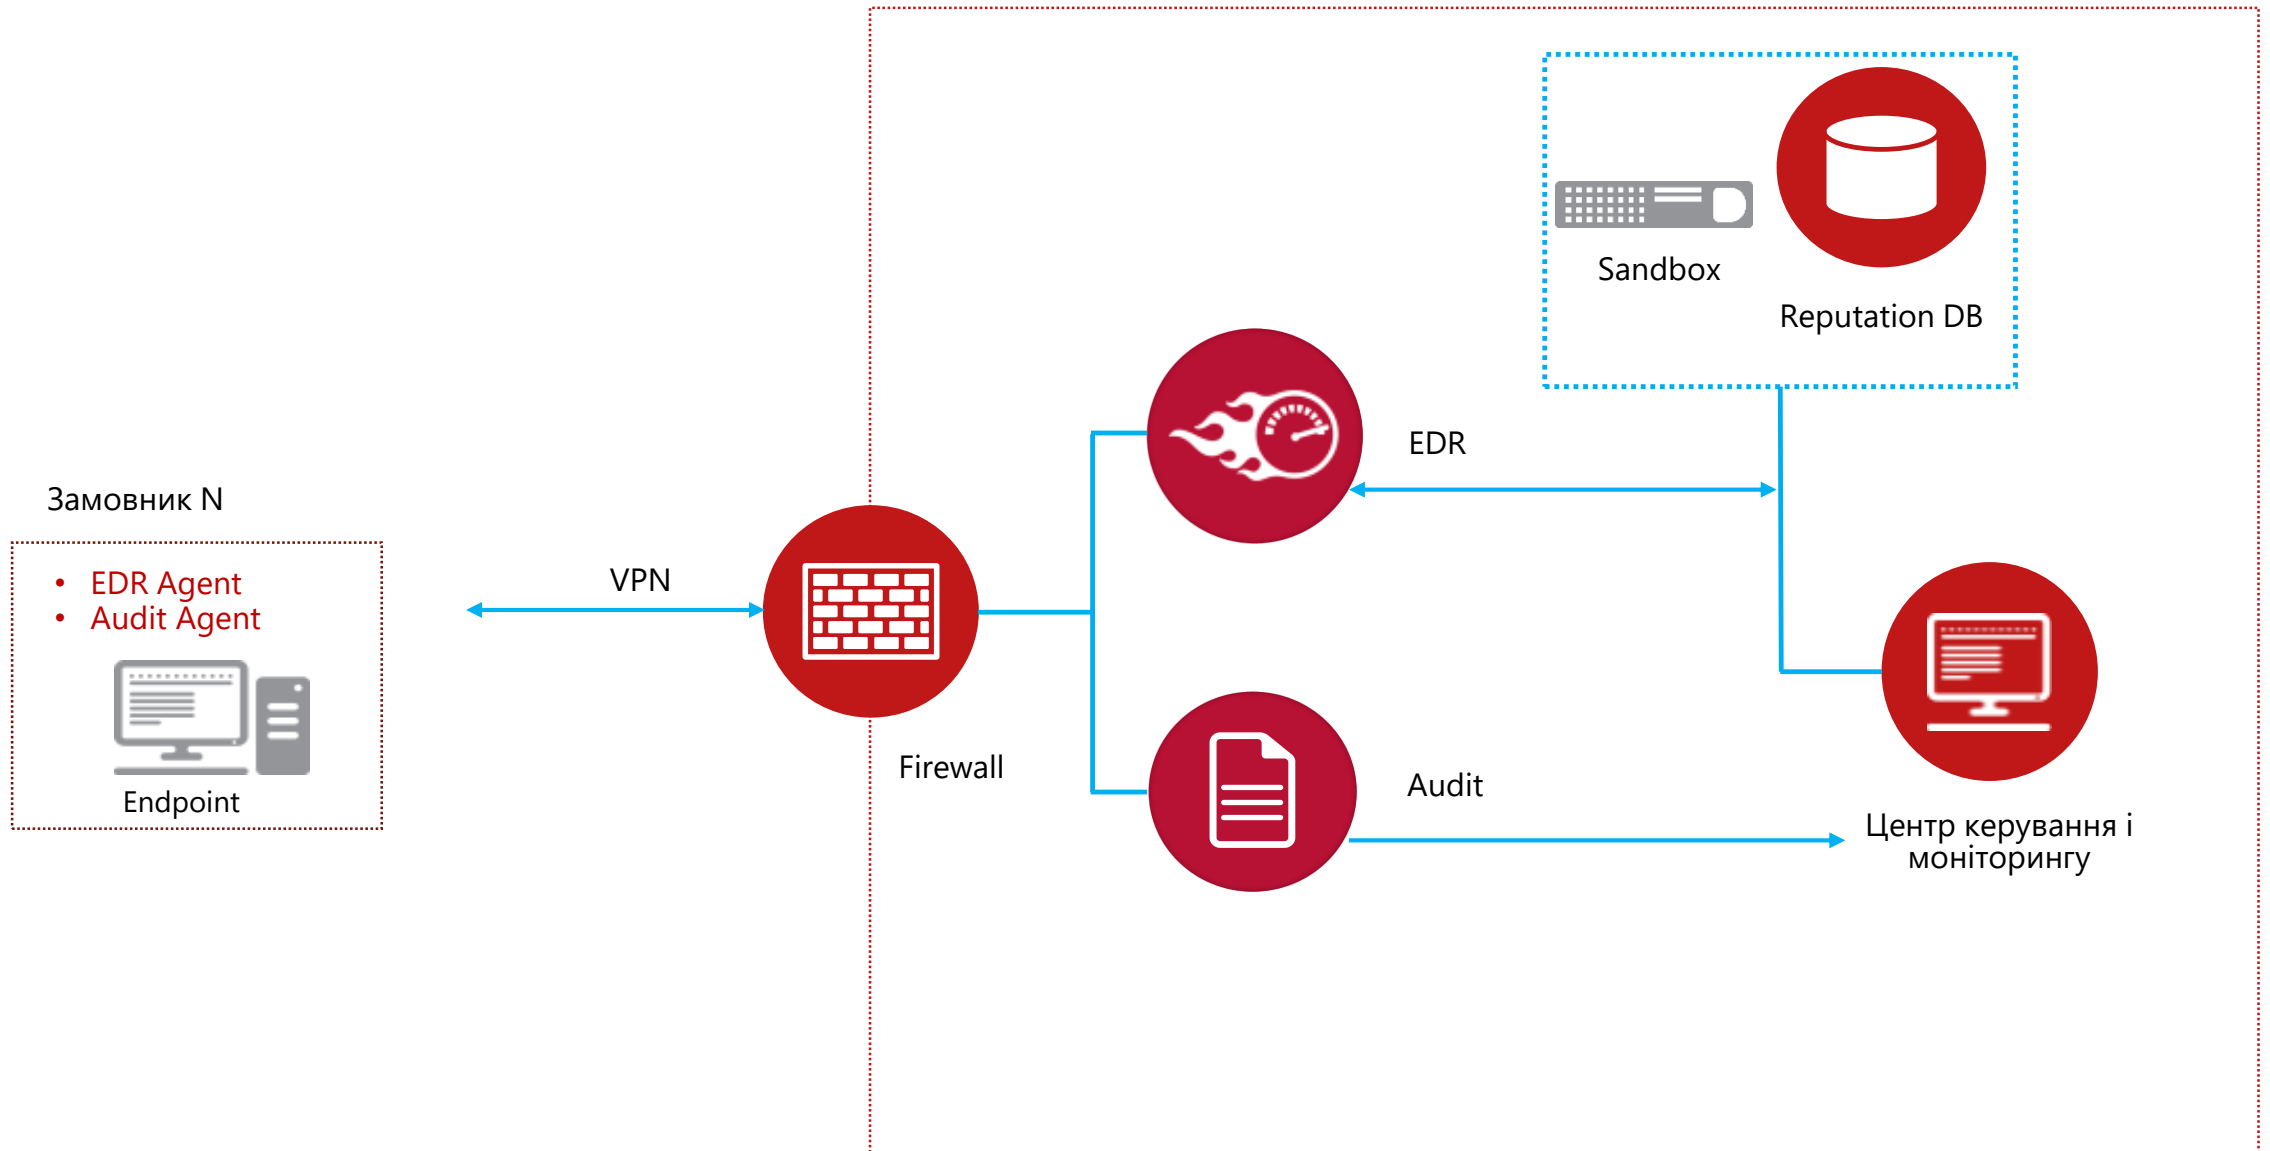 Замовник N
• EDR Agent
• Audit Agent
Endpoint
VPN
Firewall
EDR
Audit
Sandbox
Reputation DB
Центр керування і
моніторингу